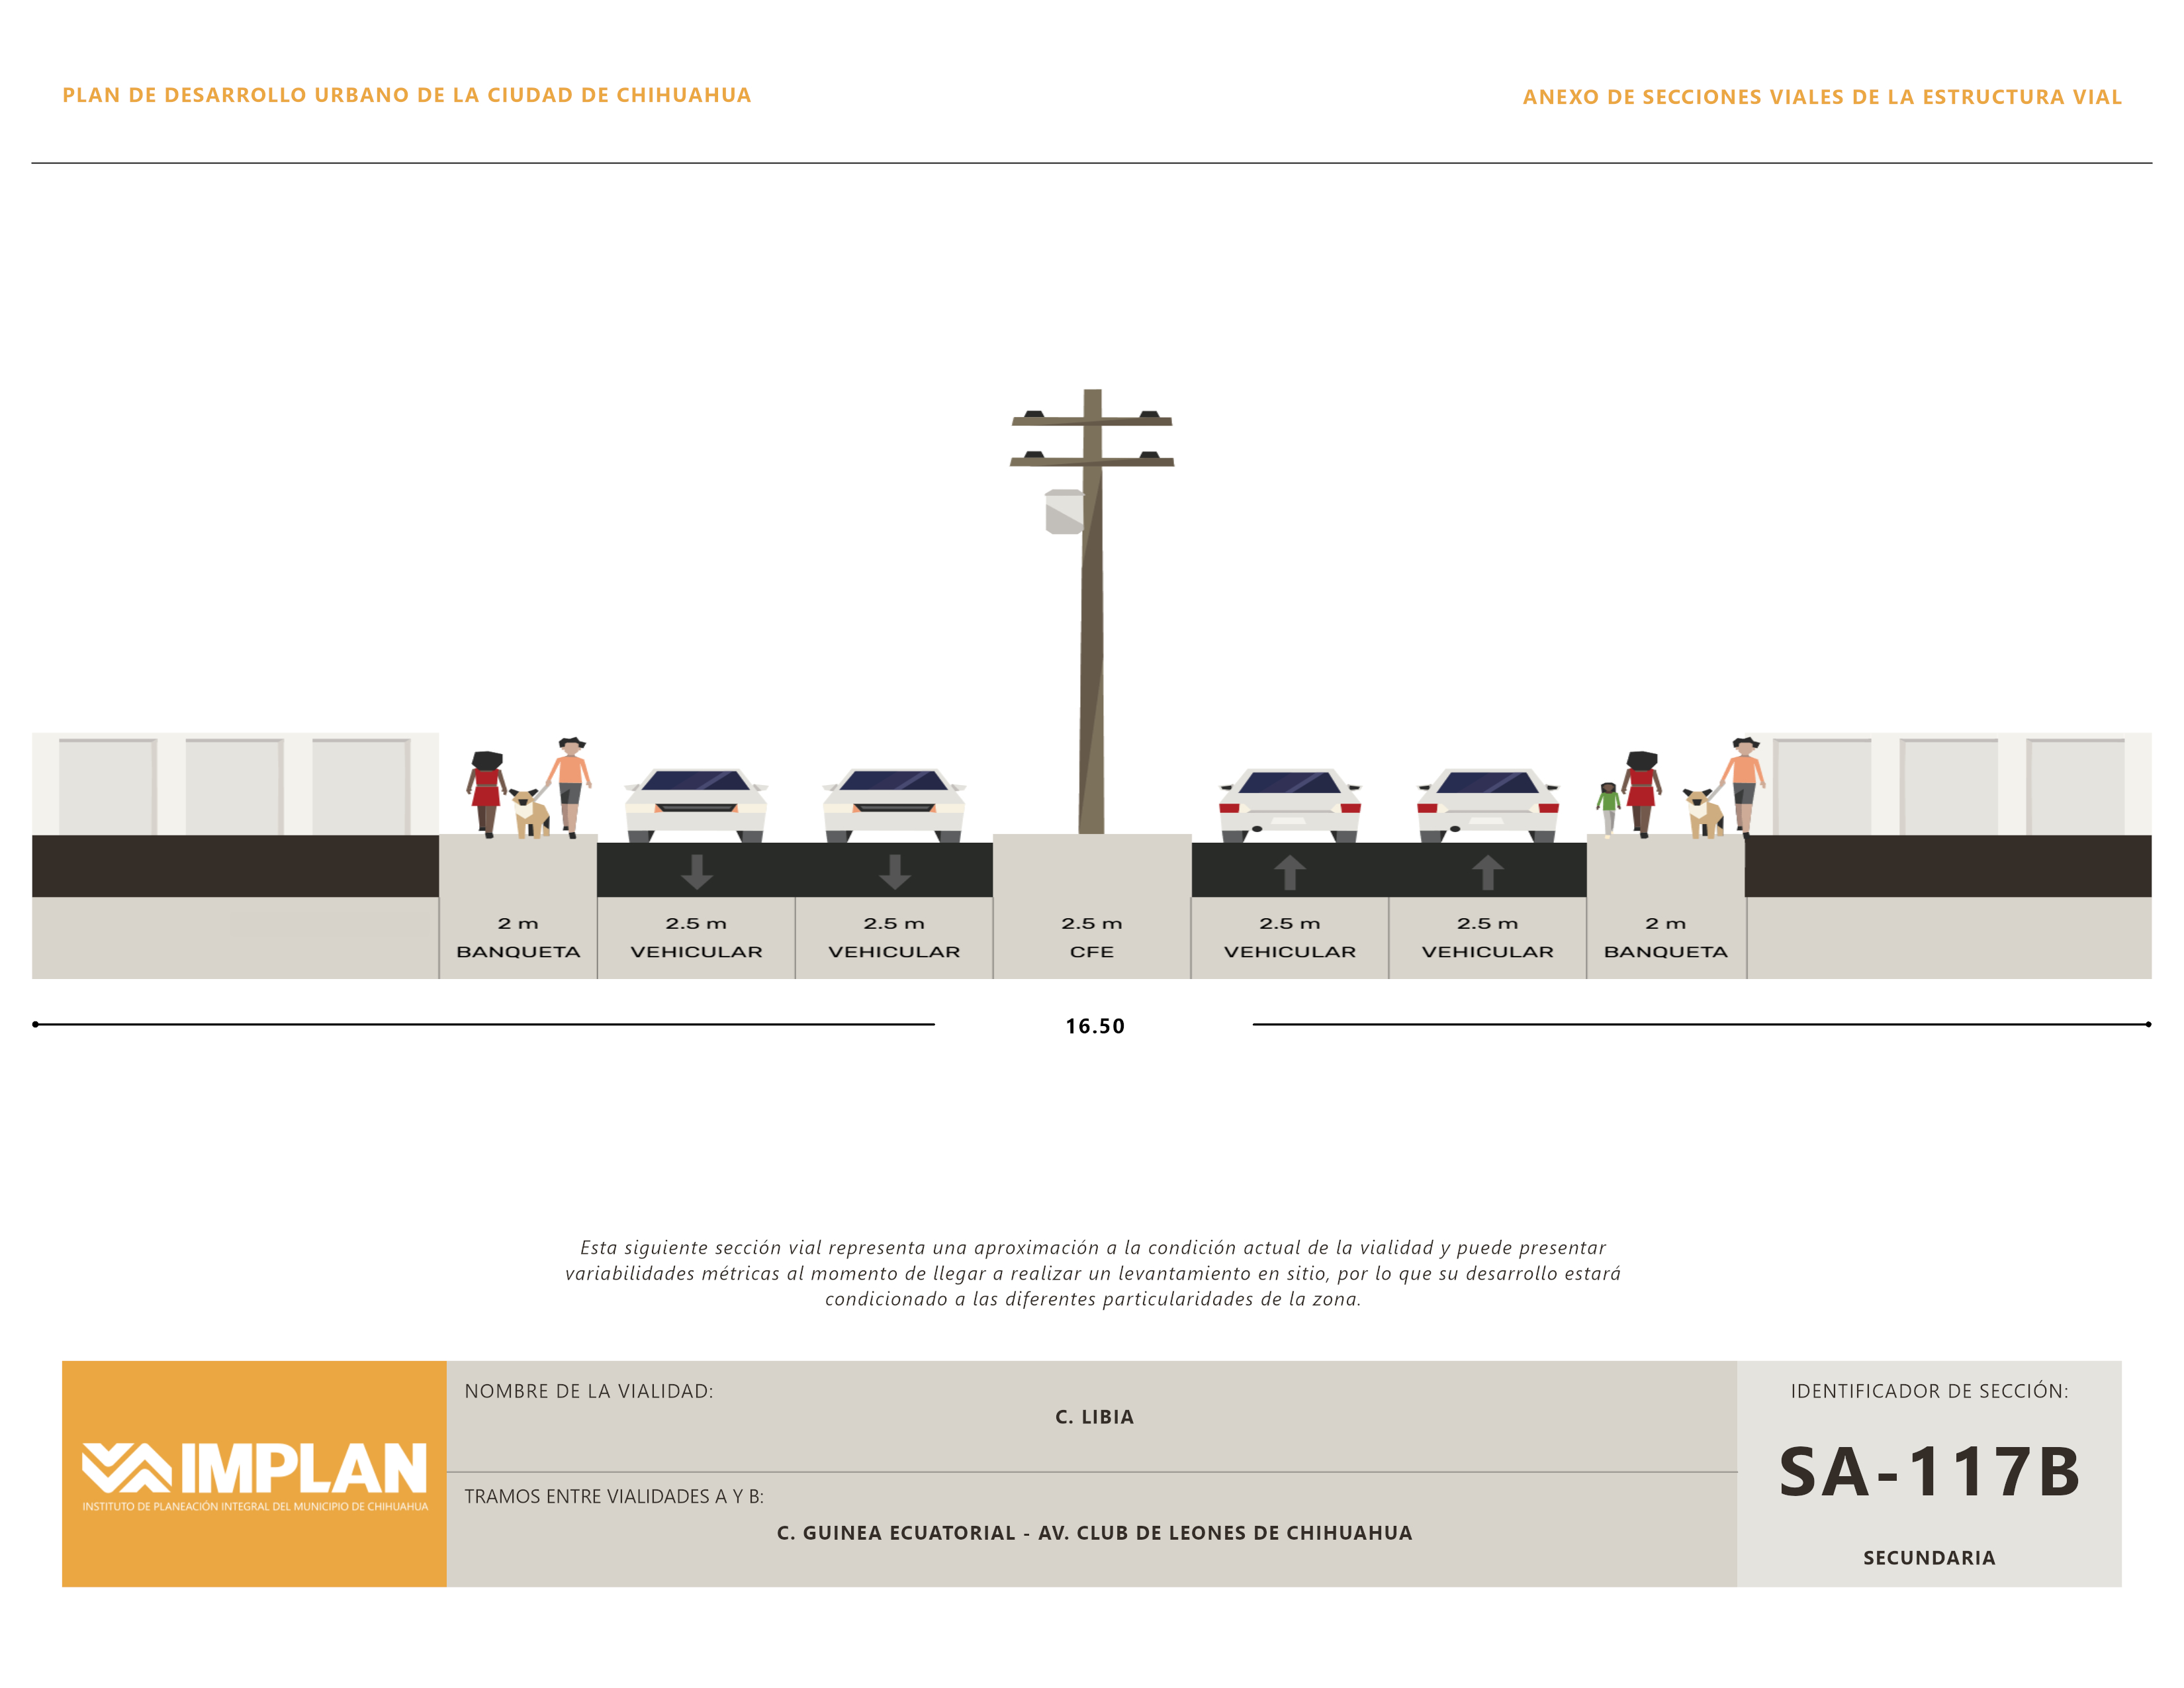 PLAN DE DESARROLLO URBANO DE LA CIUDAD DE CHIHUAHUA
ANEXO DE SECCIONES VIALES DE LA ESTRUCTURA VIAL
2 m
BANQUETA
2.5 m
VEHICULAR
2.5 m
VEHICULAR
2.5 m
CFE
2.5 m
VEHICULAR
2.5 m
VEHICULAR
2 m
BANQUETA
16.50
Esta siguiente sección vial representa una aproximación a la condición actual de la vialidad y puede presentar
variabilidades métricas al momento de llegar a realizar un levantamiento en sitio, por lo que su desarrollo estará
condicionado a las diferentes particularidades de la zona.
IMPLAN
INSTITUTO DE PLANEACIÓN INTEGRAL DEL MUNICIPIO DE CHIHUAHUA
NOMBRE DE LA VIALIDAD:
C. LIBIA
TRAMOS ENTRE VIALIDADES A Y B:
C. GUINEA ECUATORIAL - AV. CLUB DE LEONES DE CHIHUAHUA
IDENTIFICADOR DE SECCIÓN:
SA-117B
SECUNDARIA